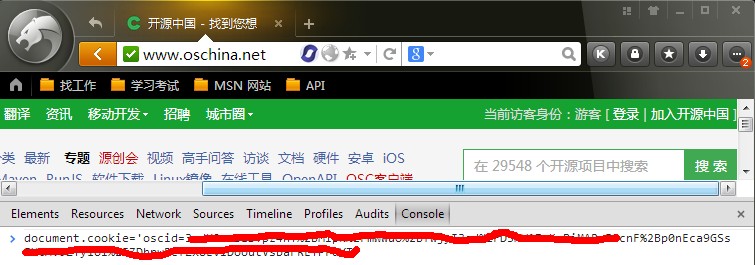 开源中国 - 找到您想
www.oschina.net
找工作 学习考试 MSN 网站 API
翻译 资讯 移动开发 招聘 城市圈 当前访客身份：游客 [ 登录 | 加入开源中国 ]
最新 专题 源创会 视频 高手问答 访谈 文档 硬件 安卓 iOS
在 29548 个开源项目中搜索 搜 索
Maven RunJS 软件下载 Linux镜像 在线工具 OpenAPI OSC客户端
Elements Resources Network Sources Timeline Profiles Audits Console
document.cookie='oscid=3
cnF%2Bp0nEca9GSs